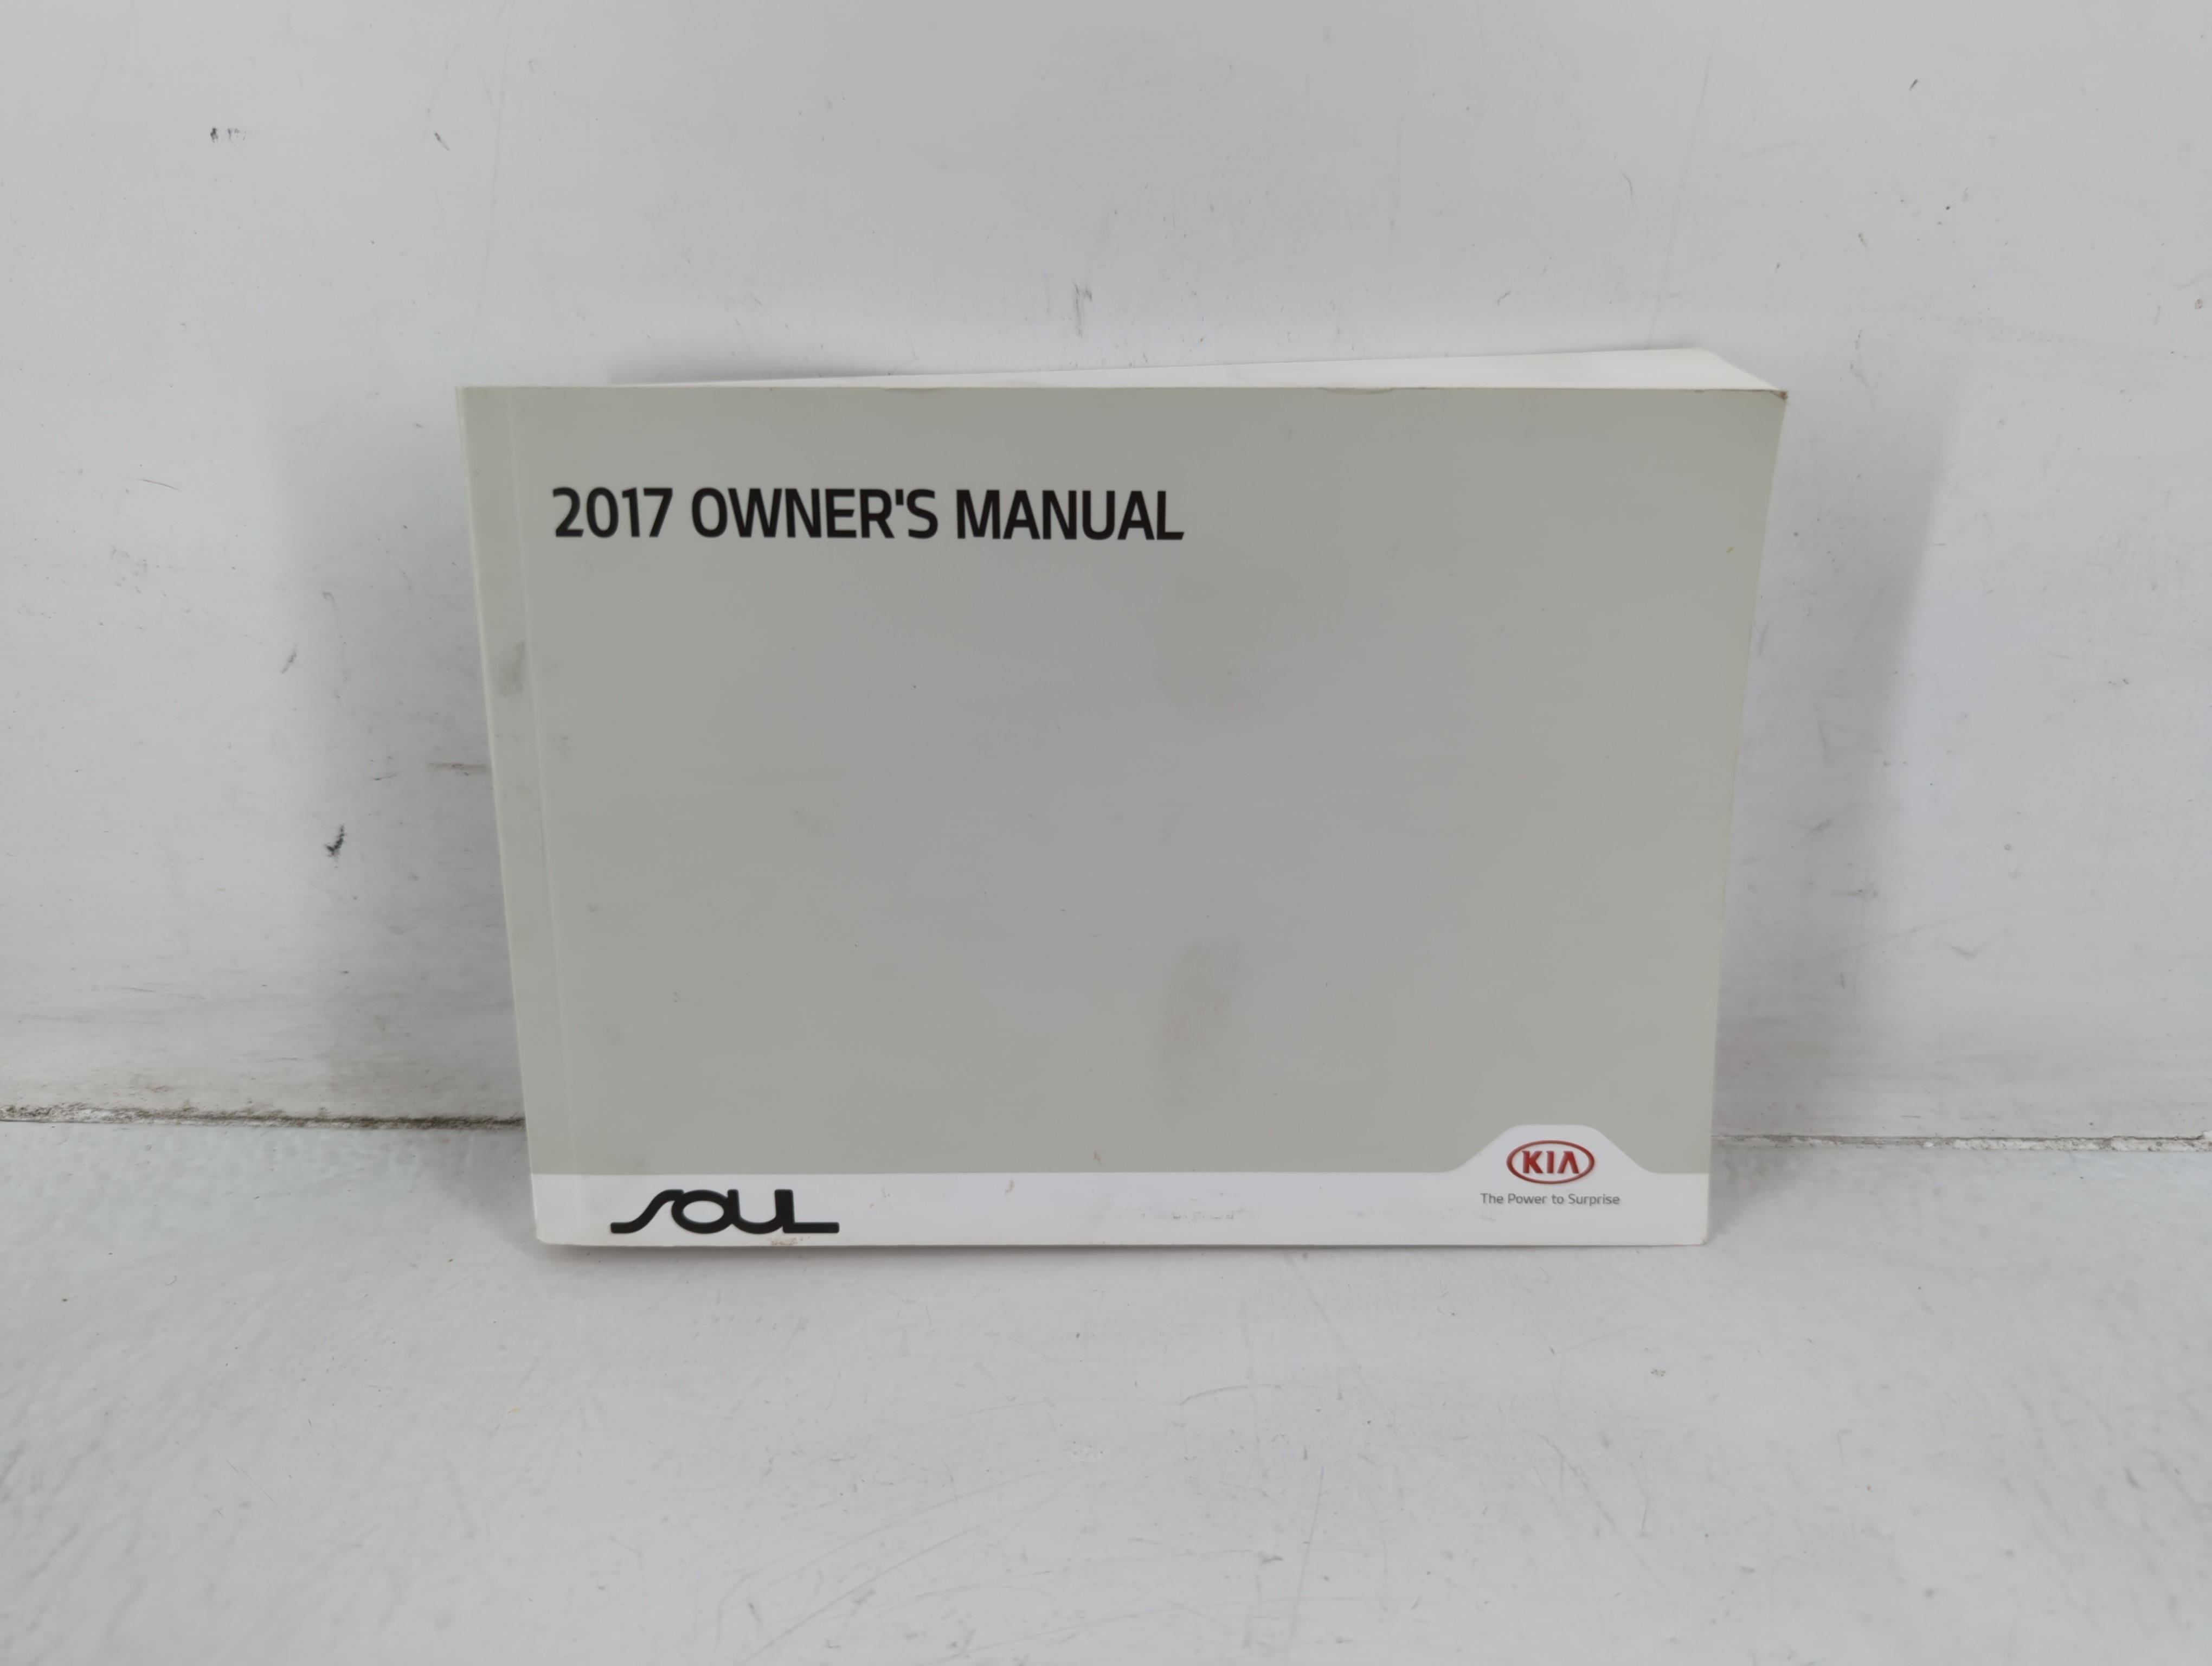 2017 OWNER'S MANUAL
SOUL
KIA
The Power to Surprise